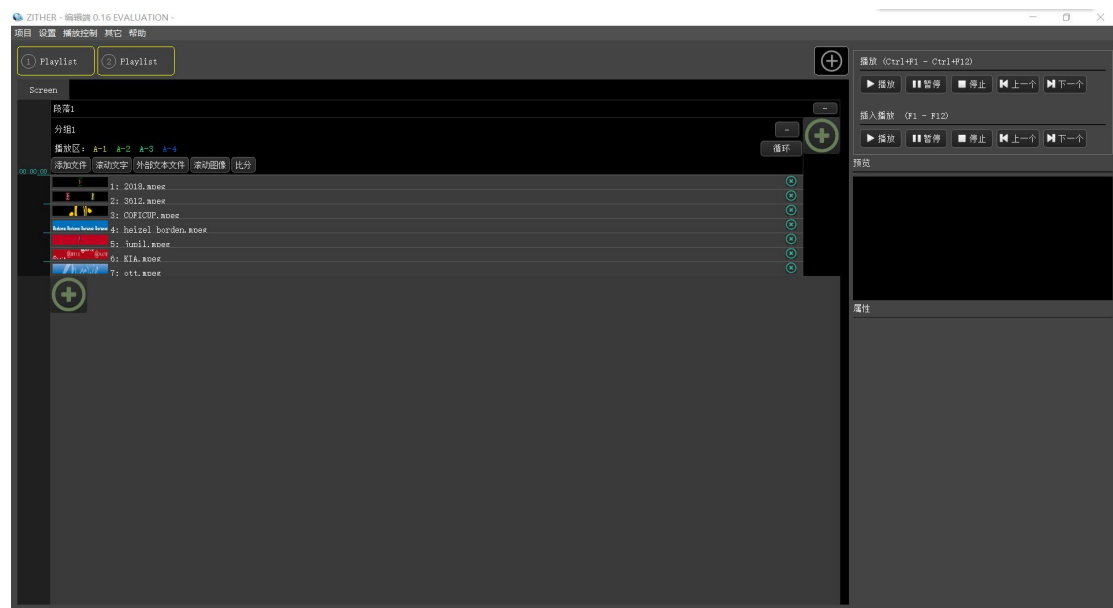 ZITHER - 编辑端 0.16 EVALUATION -
项目 设置 播放控制 其它 帮助
1 Playlist 2 Playlist
Screen
段落1
-
分组1
-
播放区: A-1 A-2 A-3 A-4
循环
添加文件 滚动文字 外部文本文件 滚动图像 比分
00:00:00
1: 2018.mpeg
2: 3612.mpeg
3: COFICUP.mpeg
4: heizel borden.mpeg
5: jupil.mpeg
6: KIA.mpeg
7: ott.mpeg
播放 (Ctrl+F1 - Ctrl+F12)
播放 暂停 停止 上一个 下一个
插入播放 (F1 - F12)
播放 暂停 停止 上一个 下一个
预览
属性